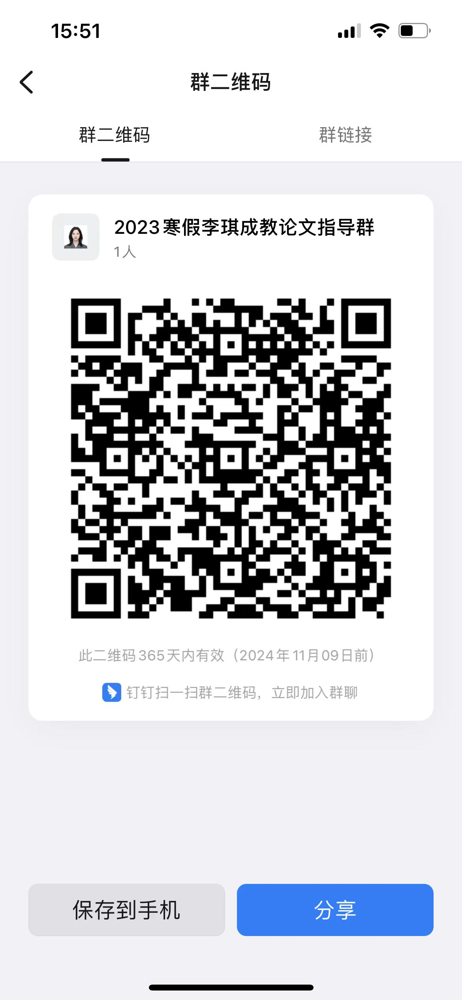 15:51
群二维码
群二维码
群链接
2023寒假李琪成教论文指导群
1人
此二维码365天内有效（2024年11月09日前）
钉钉扫一扫群二维码，立即加入群聊
保存到手机
分享